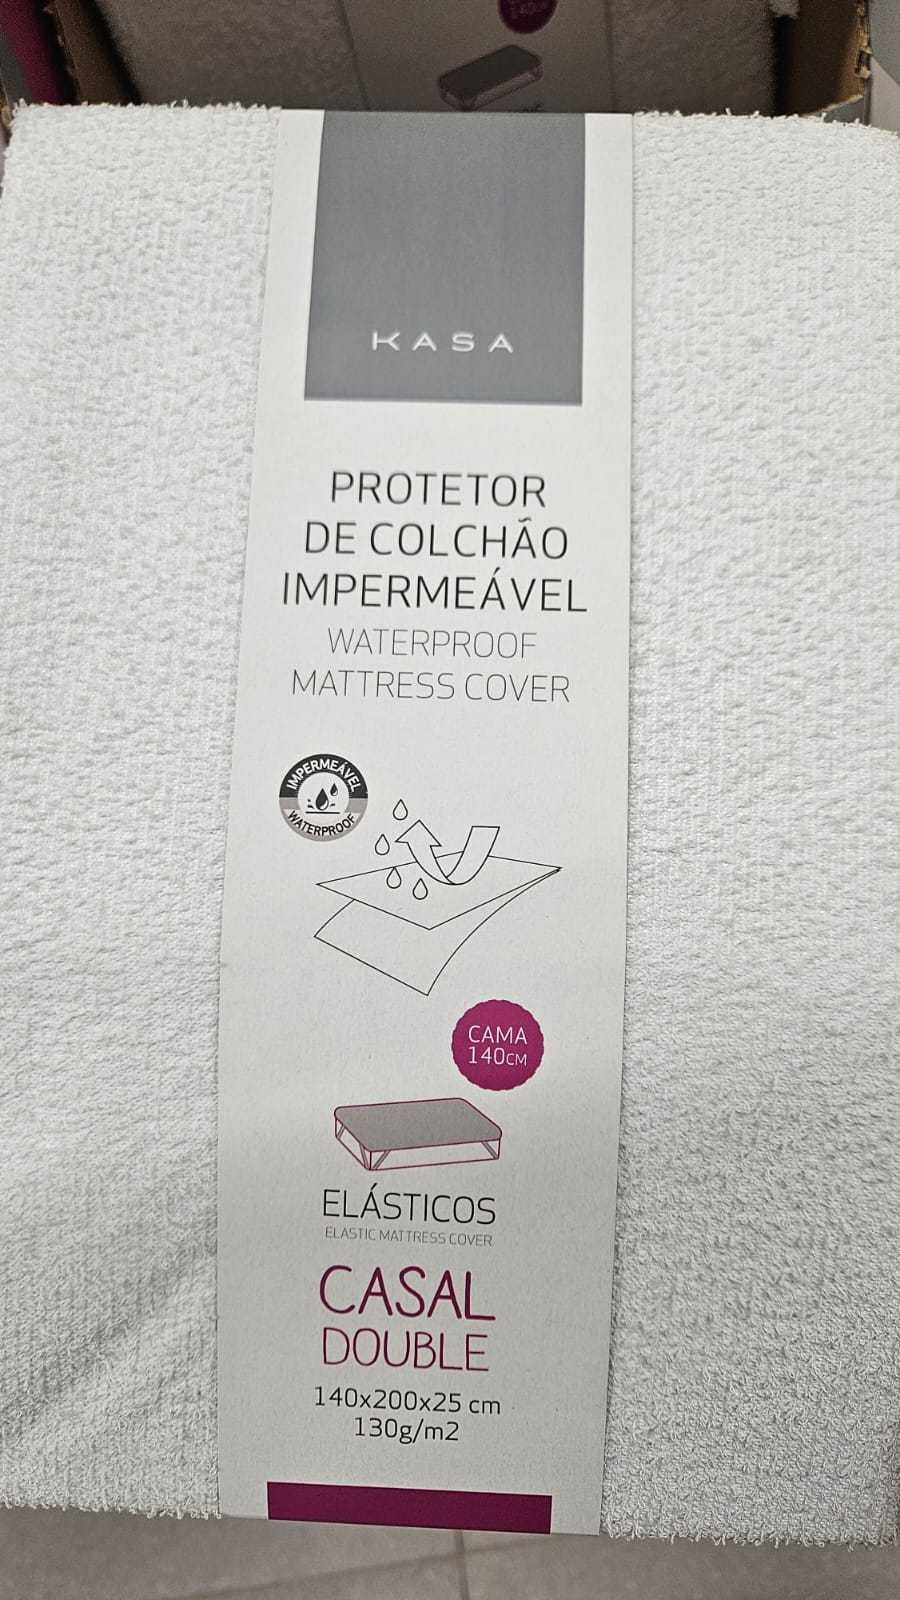 140CM
KASA
PROTETOR
DE COLCHÃO
IMPERMEÁVEL
WATERPROOF
MATTRESS COVER
IMPERMEÁVEL
WATERPROOF
CAMA
140CM
ELÁSTICOS
ELASTIC MATTRESS COVER
CASAL
DOUBLE
140x200x25 cm
130g/m2